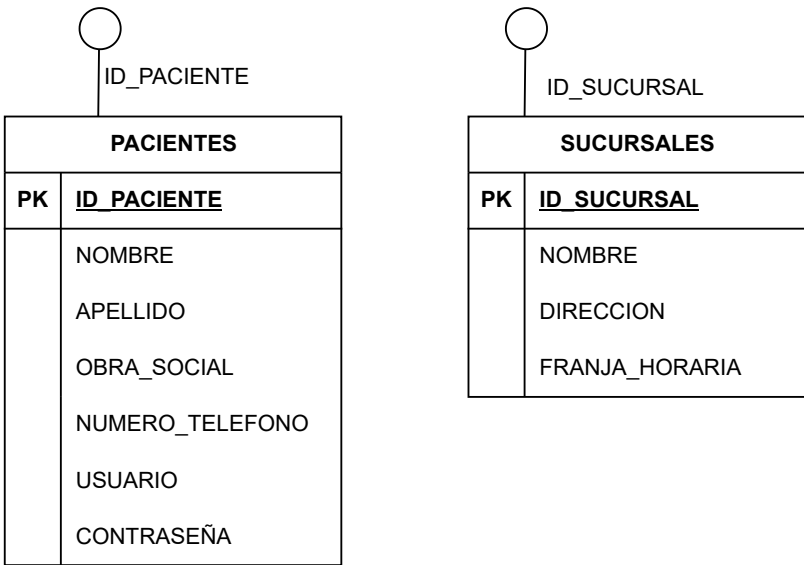 ID_PACIENTE
PACIENTES
PK ID_PACIENTE
NOMBRE
APELLIDO
OBRA_SOCIAL
NUMERO_TELEFONO
USUARIO
CONTRASEÑA
ID_SUCURSAL
SUCURSALES
PK ID_SUCURSAL
NOMBRE
DIRECCION
FRANJA_HORARIA